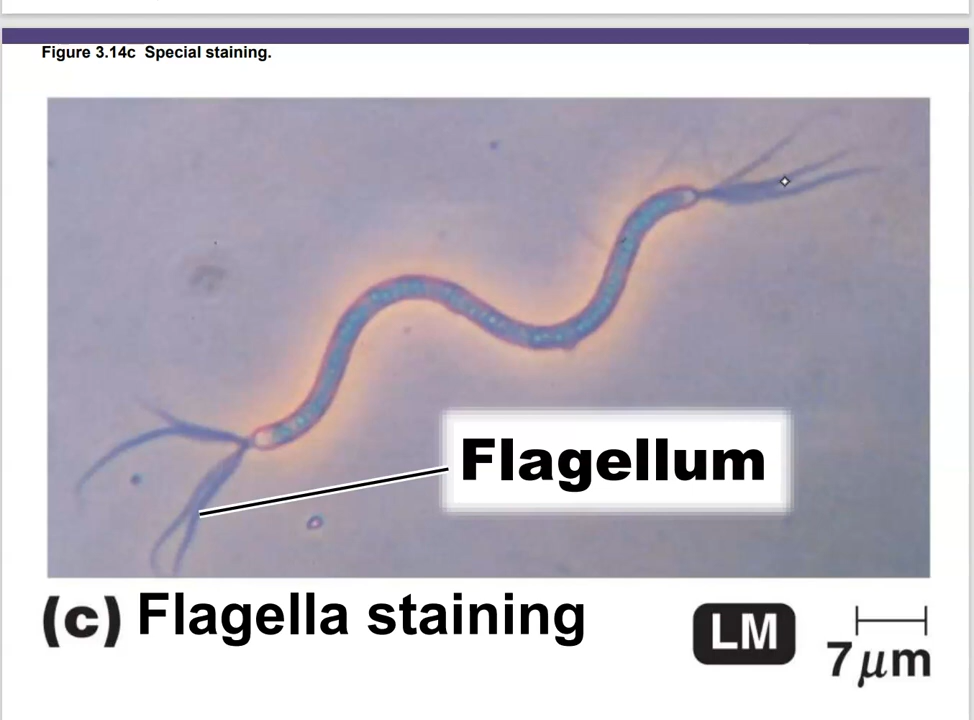 Figure 3.14c Special staining.
Flagellum
(c) Flagella staining
LM
7 μm